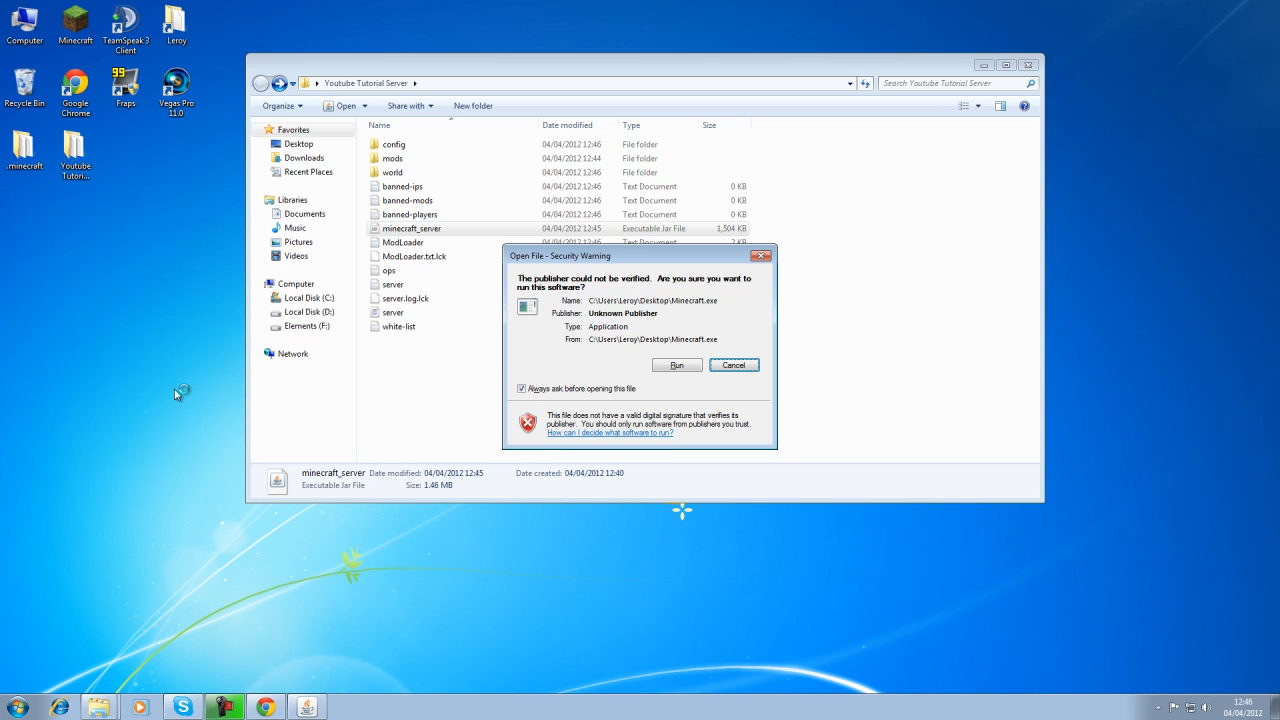 Computer
Minecraft
TeamSpeak 3 Client
Leroy
Recycle Bin
Google Chrome
99
Fraps
Vegas Pro 11.0
.minecraft
Youtube Tutori...
Youtube Tutorial Server
Search Youtube Tutorial Server
Organize
Open
Share with
New folder
Favorites
Desktop
Downloads
Recent Places
Libraries
Documents
Music
Pictures
Videos
Computer
Local Disk (C:)
Local Disk (D:)
Elements (F:)
Network
Name Date modified Type Size
config 04/04/2012 12:46 File folder
mods 04/04/2012 12:44 File folder
world 04/04/2012 12:46 File folder
banned-ips 04/04/2012 12:46 Text Document 0 KB
banned-mods 04/04/2012 12:46 Text Document 0 KB
banned-players 04/04/2012 12:46 Text Document 0 KB
minecraft_server 04/04/2012 12:45 Executable Jar File 1,504 KB
ModLoader 04/04/2012 12:46 Text Document 2 KB
ModLoader.txt.lck
ops
server
server.log.lck
server
white-list
Open File - Security Warning
The publisher could not be verified. Are you sure you want to run this software?
Name: C:\Users\Leroy\Desktop\Minecraft.exe
Publisher: Unknown Publisher
Type: Application
From: C:\Users\Leroy\Desktop\Minecraft.exe
Run
Cancel
Always ask before opening this file
This file does not have a valid digital signature that verifies its publisher. You should only run software from publishers you trust.
How can I decide what software to run?
minecraft_server Date modified: 04/04/2012 12:45 Date created: 04/04/2012 12:40
Executable Jar File Size: 1.46 MB
12:46
04/04/2012